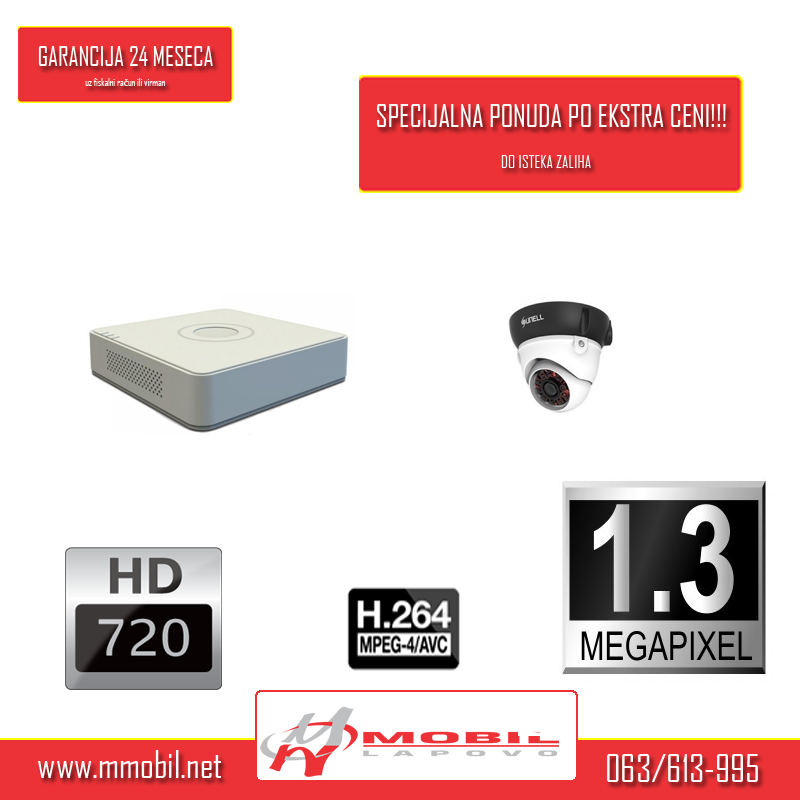 GARANCIJA 24 MESECA
uz fiskalni račun ili virman
SPECIJALNA PONUDA PO EKSTRA CENI!!!
DO ISTEKA ZALIHA
SUNELL
HD
720
H.264
MPEG-4/AVC
1.3
MEGAPIXEL
MOBIL
LAPOVO
www.mmobil.net
063/613-995